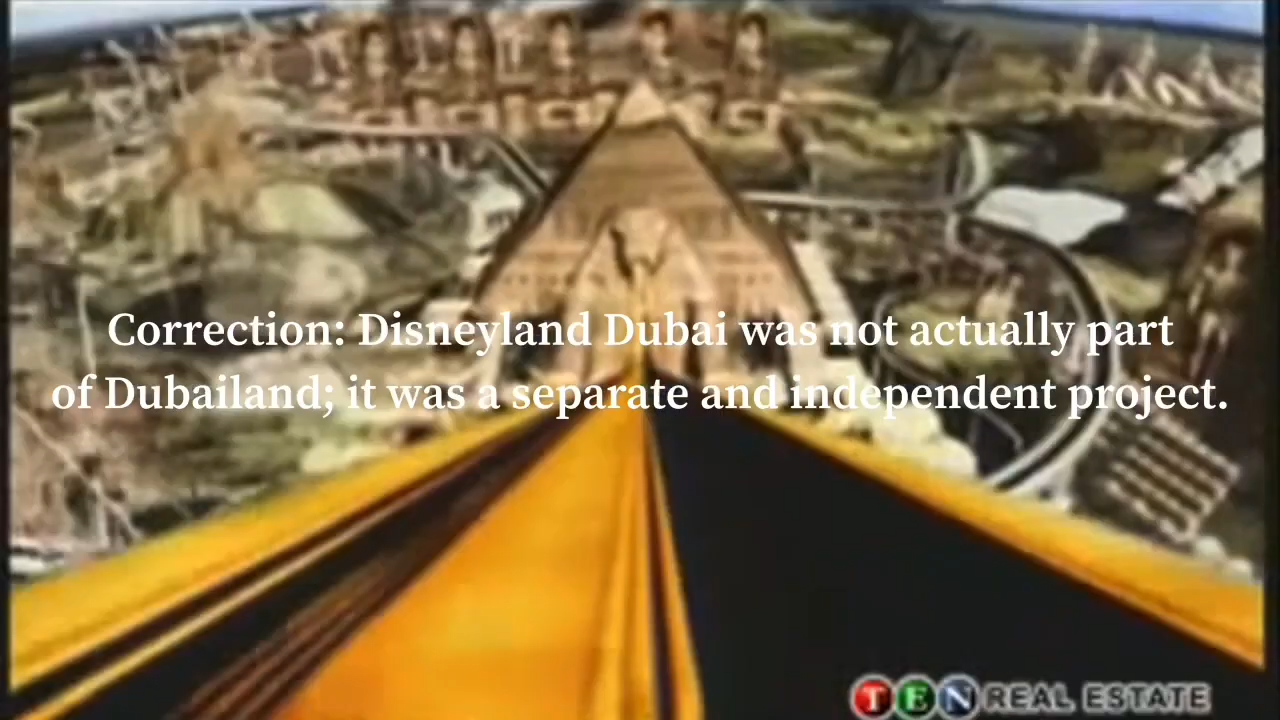 Correction: Disneyland Dubai was not actually part
of Dubailand; it was a separate and independent project.
TEN REAL ESTATE